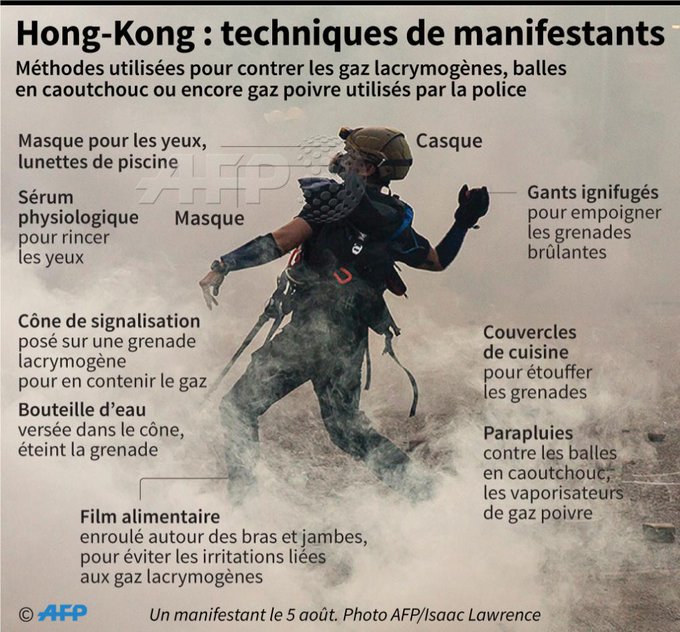 Hong-Kong : techniques de manifestants
Méthodes utilisées pour contrer les gaz lacrymogènes, balles
en caoutchouc ou encore gaz poivre utilisés par la police
Masque pour les yeux,
lunettes de piscine
Casque
AFP
Sérum
physiologique
pour rincer
les yeux
Masque
Gants ignifugés
pour empoigner
les grenades
brûlantes
Cône de signalisation
posé sur une grenade
lacrymogène
pour en contenir le gaz
Bouteille d'eau
versée dans le cône,
éteint la grenade
Couvercles
de cuisine
pour étouffer
les grenades
Parapluies
contre les balles
en caoutchouc,
les vaporisateurs
de gaz poivre
Film alimentaire
enroulé autour des bras et jambes,
pour éviter les irritations liées
aux gaz lacrymogènes
© AFP
Un manifestant le 5 août. Photo AFP/Isaac Lawrence